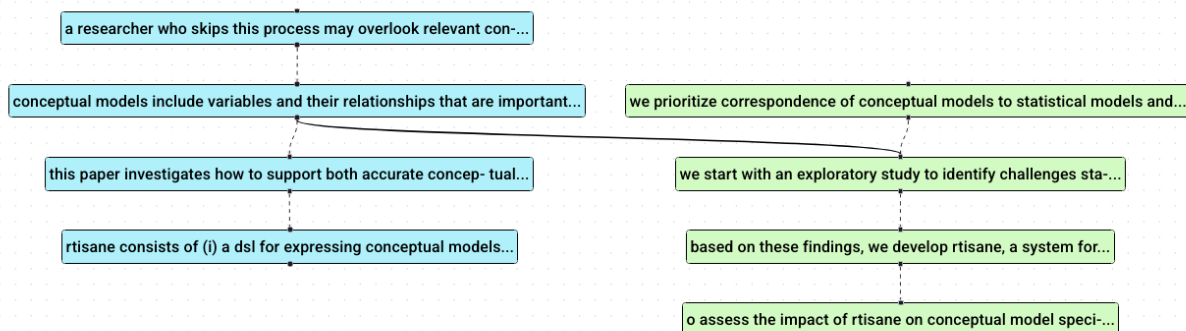 a researcher who skips this process may overlook relevant con-...
conceptual models include variables and their relationships that are important...
we prioritize correspondence of conceptual models to statistical models and...
this paper investigates how to support both accurate concep- tual...
we start with an exploratory study to identify challenges sta-...
rtisane consists of (i) a dsl for expressing conceptual models...
based on these findings, we develop rtisane, a system for...
o assess the impact of rtisane on conceptual model speci-...